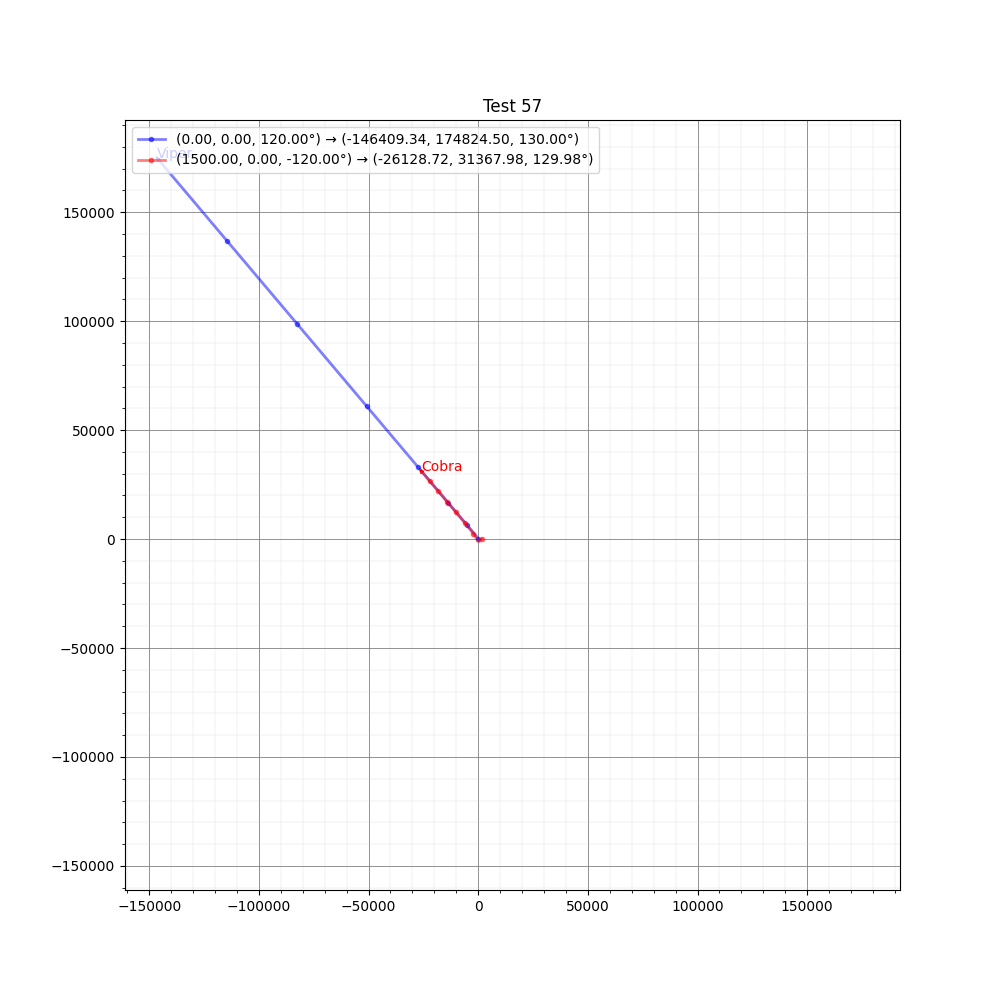 Test 57
(0.00, 0.00, 120.00°) → (-146409.34, 174824.50, 130.00°)
(1500.00, 0.00, -120.00°) → (-26128.72, 31367.98, 129.98°)
Viper
Cobra
150000
100000
50000
0
−50000
−100000
−150000
−150000 −100000 −50000 0 50000 100000 150000